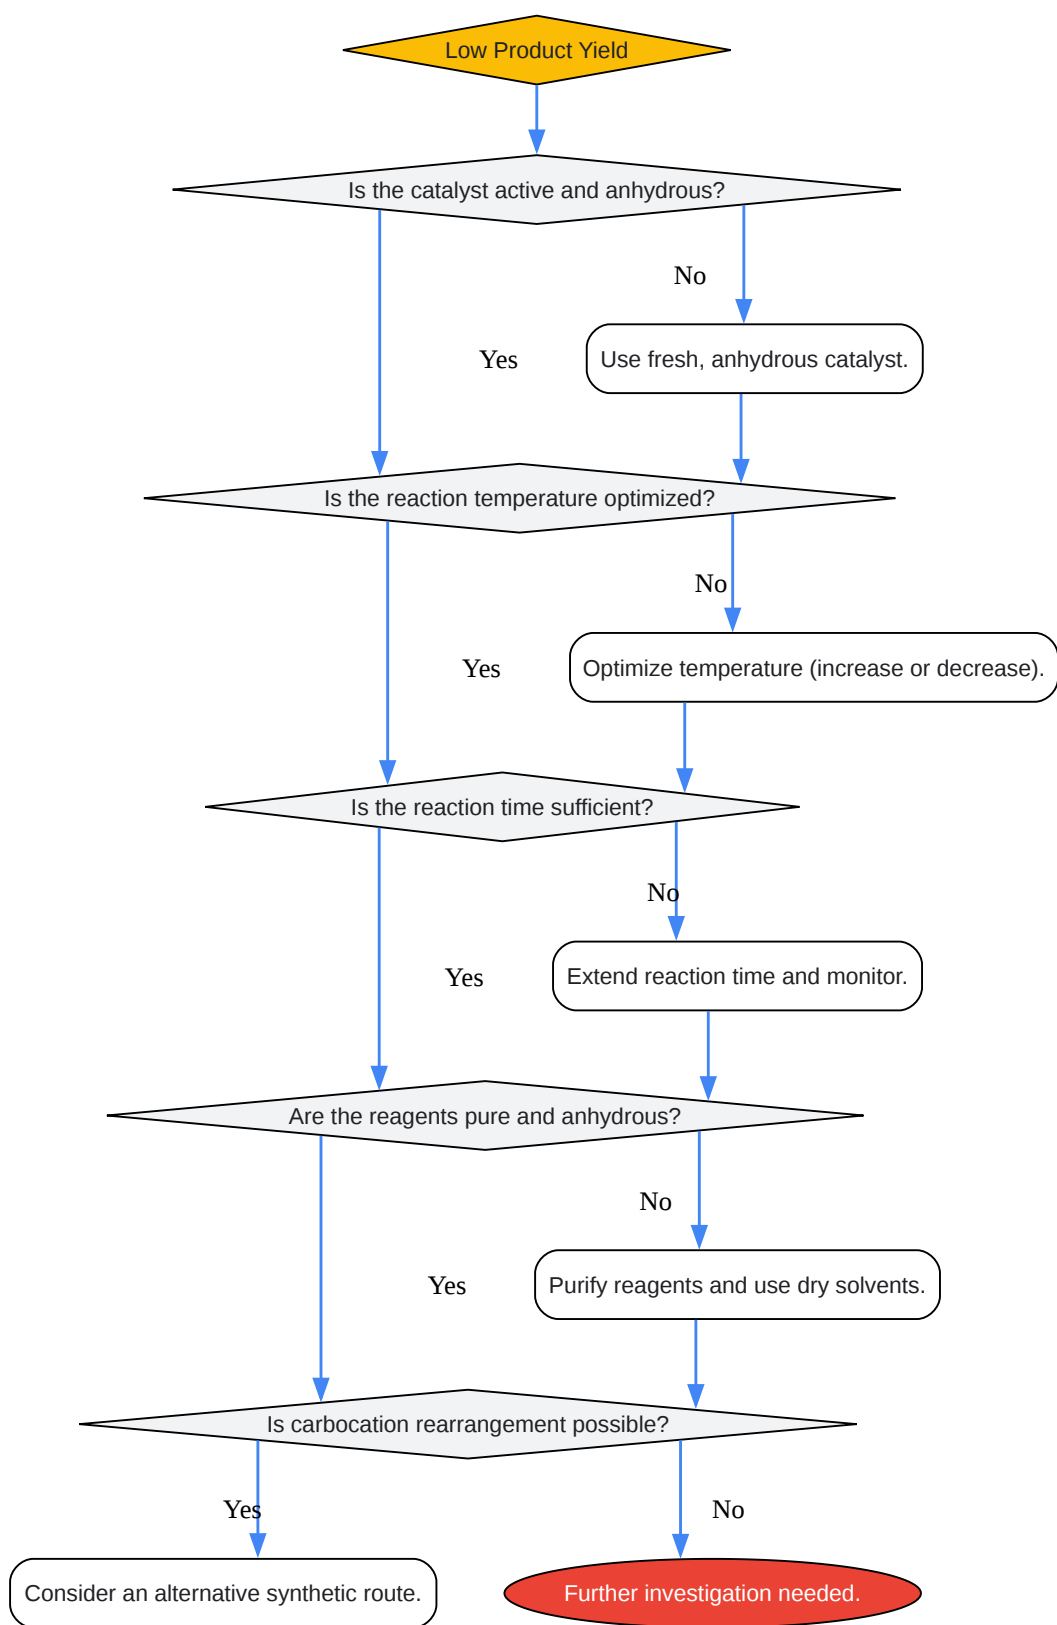 Low Product Yield
Is the catalyst active and anhydrous?
No
Yes
Use fresh, anhydrous catalyst.
Is the reaction temperature optimized?
No
Yes
Optimize temperature (increase or decrease).
Is the reaction time sufficient?
No
Yes
Extend reaction time and monitor.
Are the reagents pure and anhydrous?
No
Yes
Purify reagents and use dry solvents.
Is carbocation rearrangement possible?
Yes
No
Consider an alternative synthetic route.
Further investigation needed.